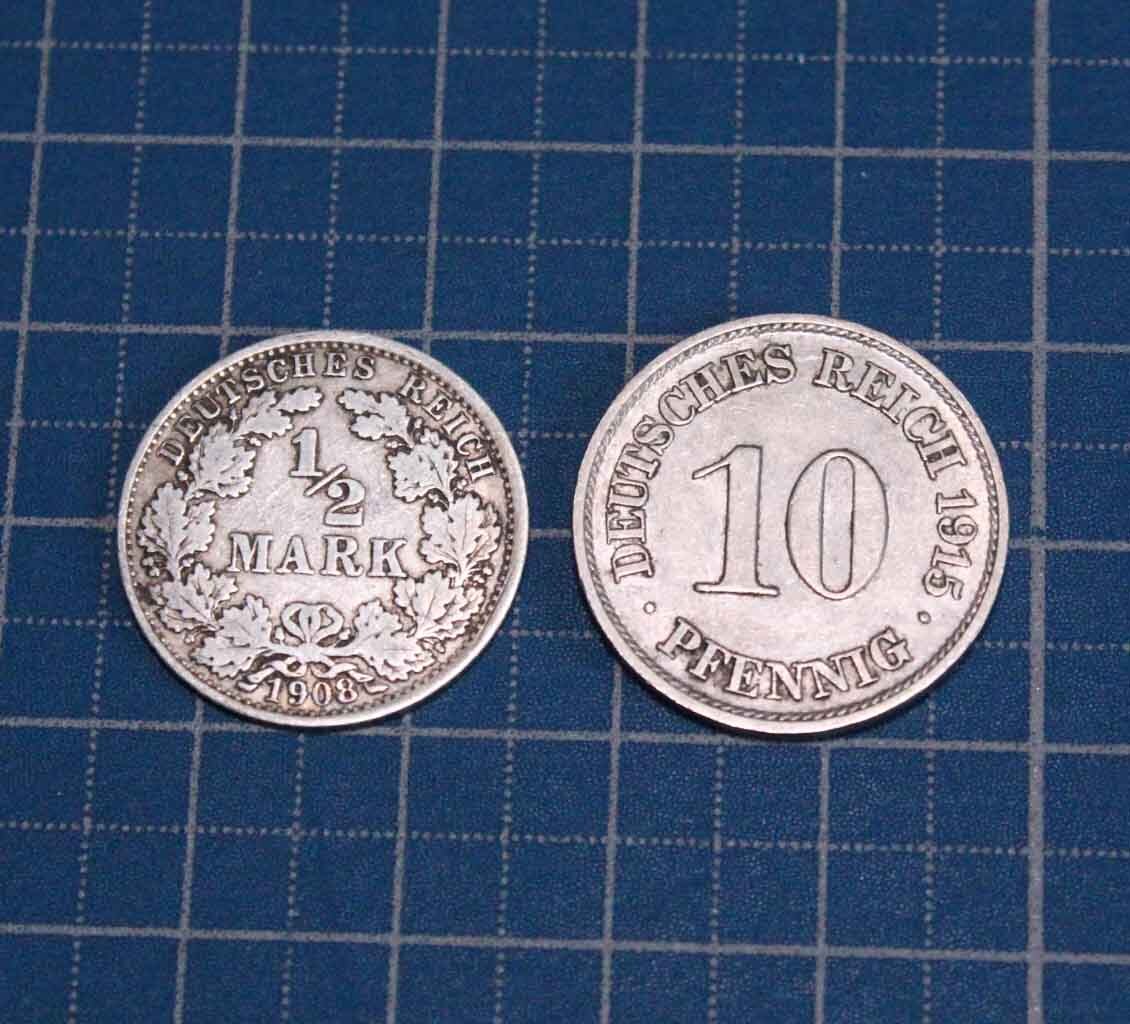 DEUTSCHES REICH
1/2
MARK
1908
DEUTSCHES REICH 1915
10
· PFENNIG ·